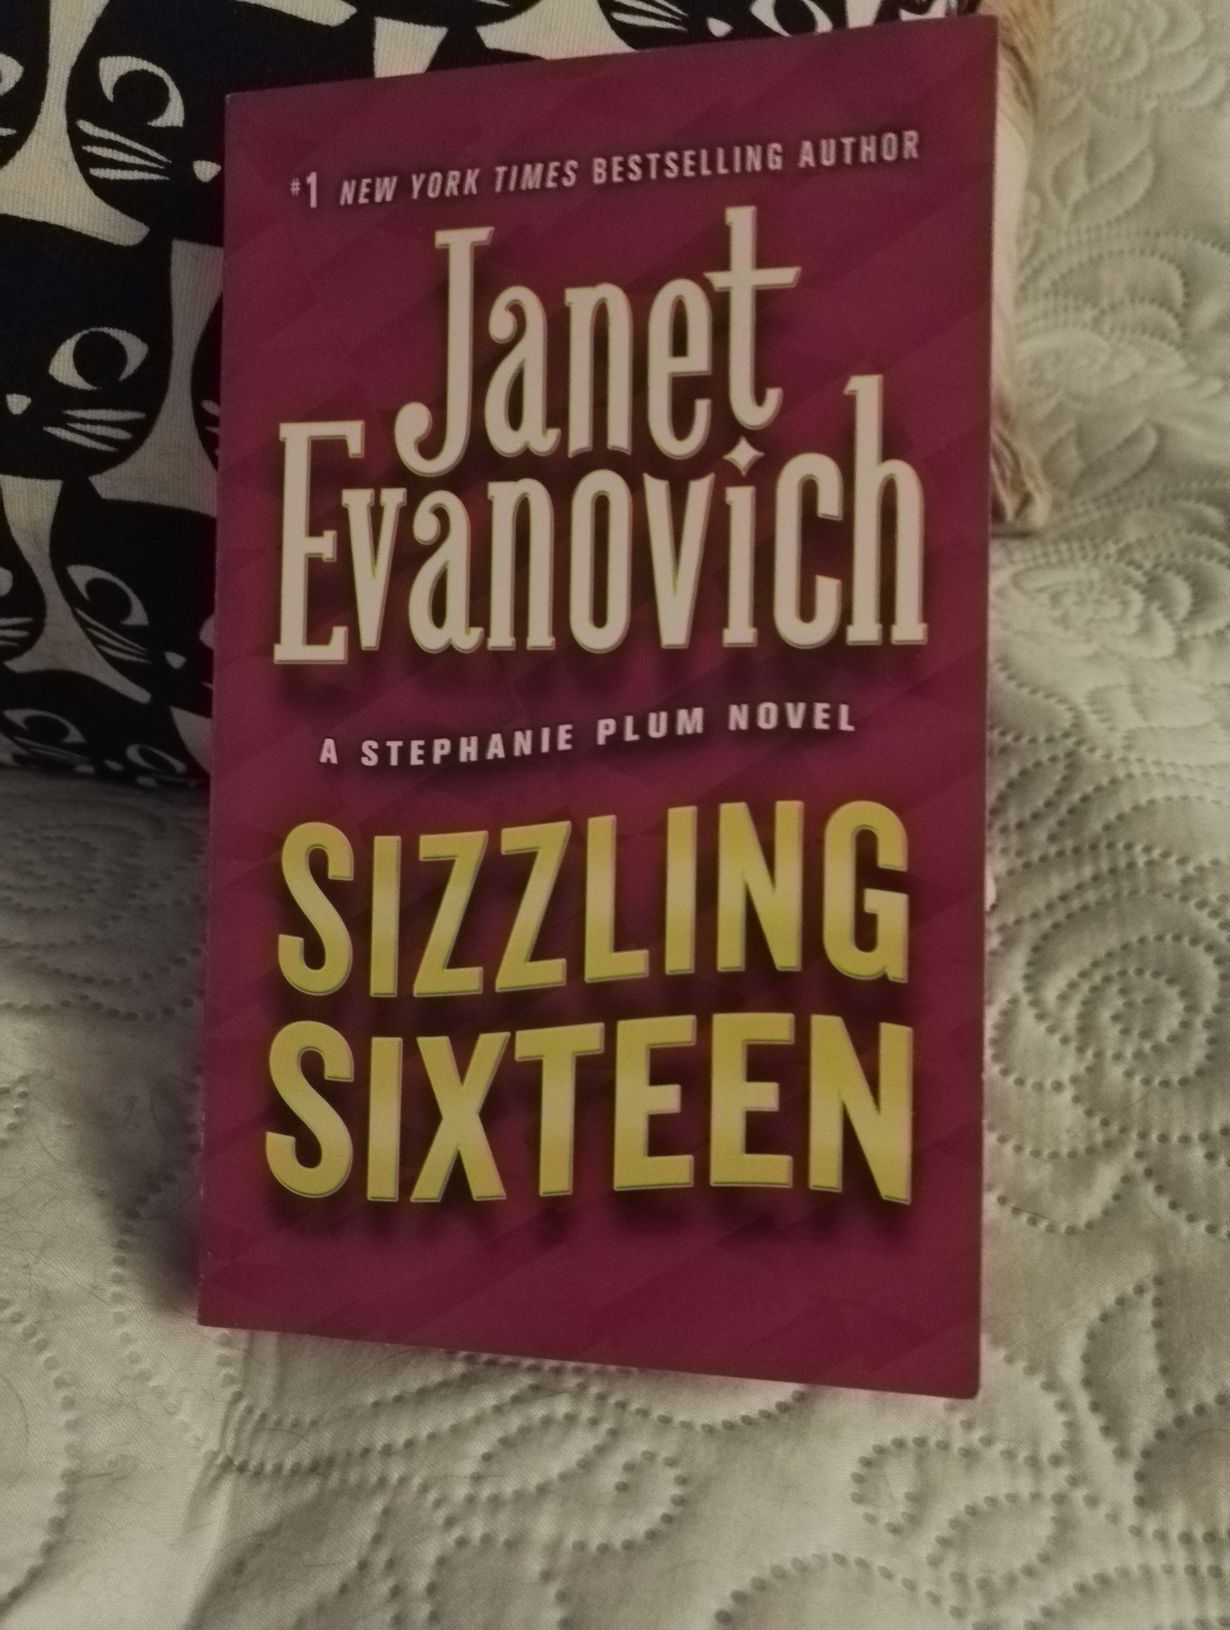 #1 NEW YORK TIMES BESTSELLING AUTHOR
Janet
Evanovich
A STEPHANIE PLUM NOVEL
SIZZLING
SIXTEEN